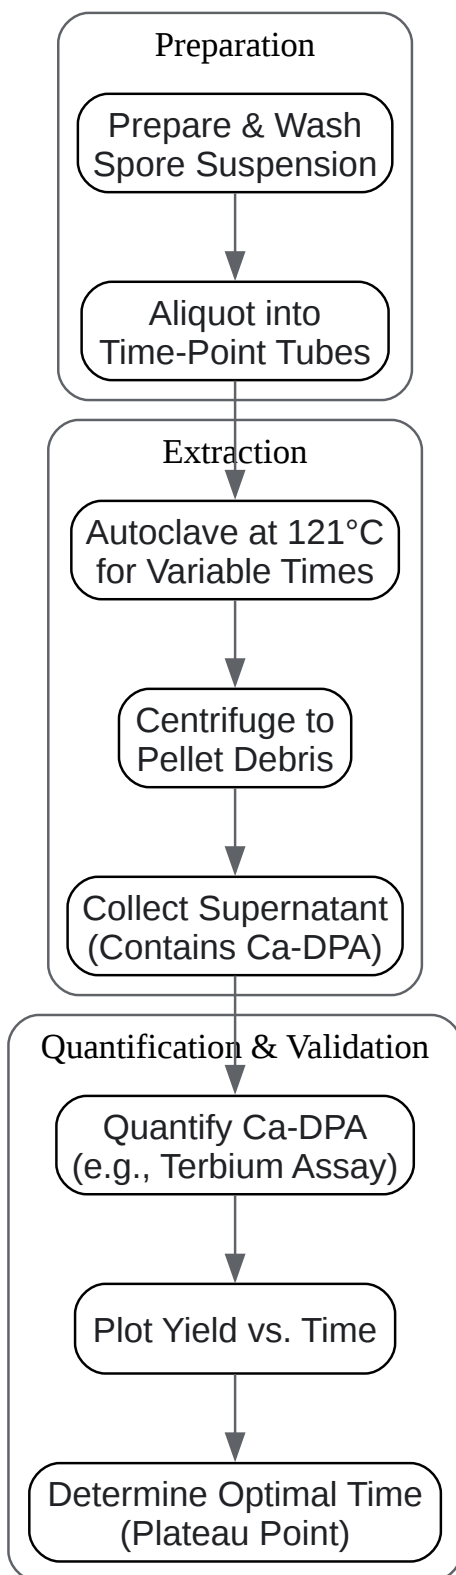 Preparation
Prepare & Wash
Spore Suspension
Aliquot into
Time-Point Tubes
Extraction
Autoclave at 121°C
for Variable Times
Centrifuge to
Pellet Debris
Collect Supernatant
(Contains Ca-DPA)
Quantification & Validation
Quantify Ca-DPA
(e.g., Terbium Assay)
Plot Yield vs. Time
Determine Optimal Time
(Plateau Point)